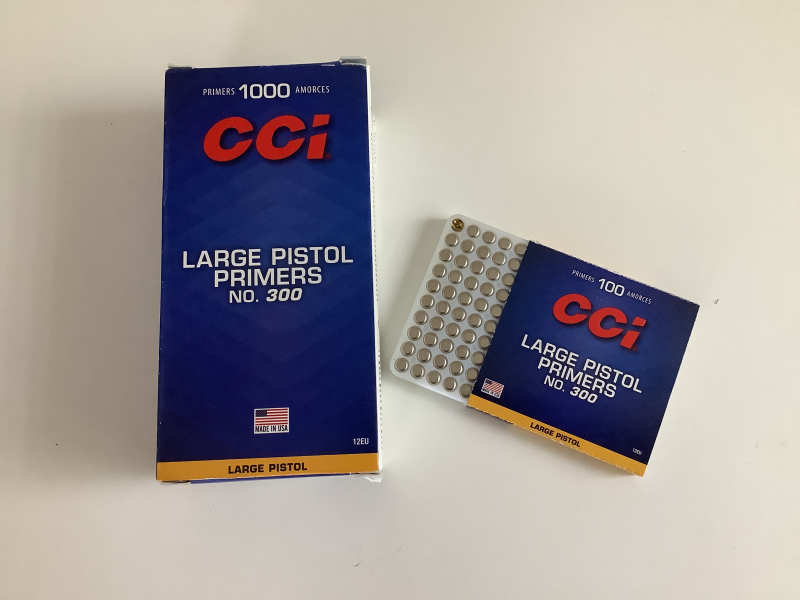 PRIMERS 1000 AMORCES
CCi
LARGE PISTOL
PRIMERS
NO. 300
MADE IN USA
12EU
LARGE PISTOL
PRIMERS 100 AMORCES
CCi
LARGE PISTOL
PRIMERS
NO. 300
12EU
LARGE PISTOL